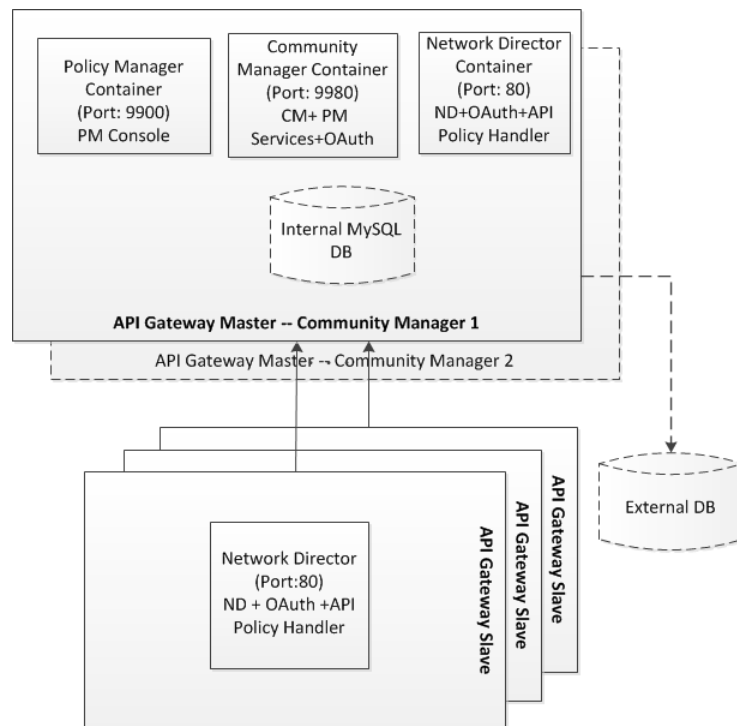 Policy Manager
Container
(Port: 9900)
PM Console
Community
Manager Container
(Port: 9980)
CM+ PM
Services+OAuth
Network Director
Container
(Port: 80)
ND+OAuth+API
Policy Handler
Internal MySQL
DB
API Gateway Master -- Community Manager 1
API Gateway Master -- Community Manager 2
Network Director
(Port:80)
ND + OAuth +API
Policy Handler
API Gateway Slave
API Gateway Slave
API Gateway Slave
External DB